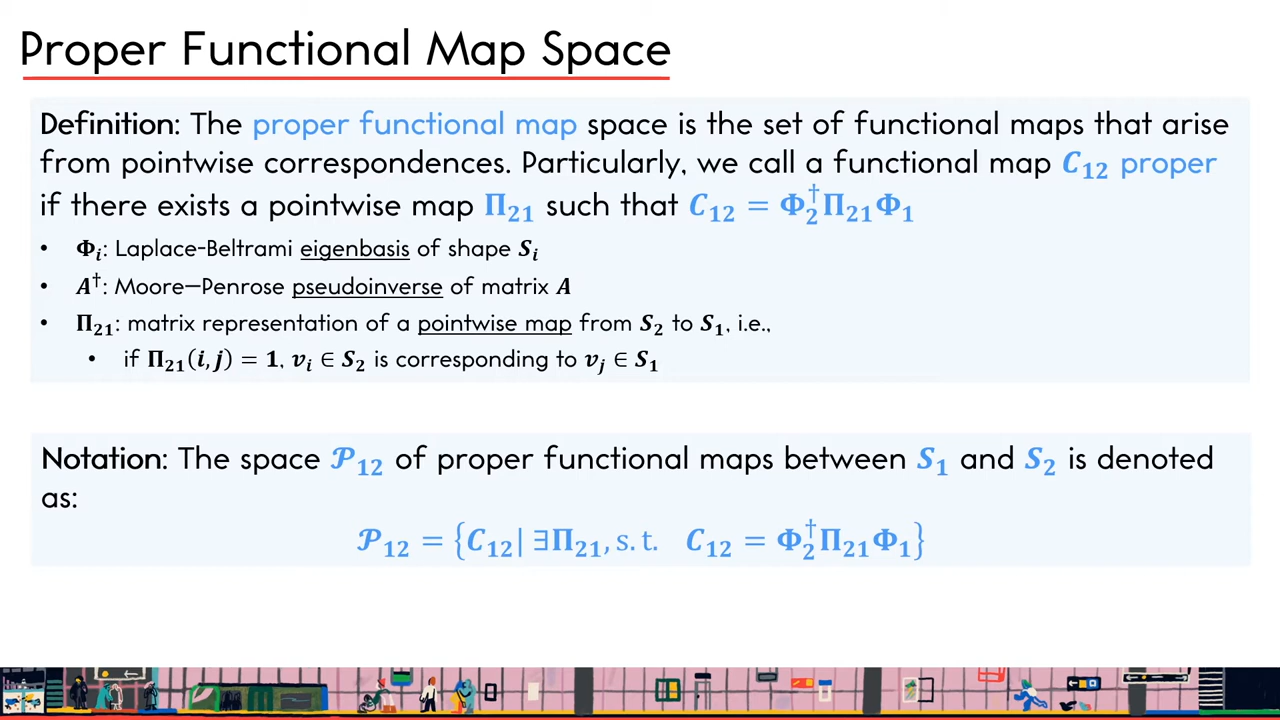 Proper Functional Map Space
Definition: The proper functional map space is the set of functional maps that arise
from pointwise correspondences. Particularly, we call a functional map C₁₂ proper
if there exists a pointwise map Π₂₁ such that C₁₂ = Φ₂†Π₂₁Φ₁
• Φᵢ: Laplace-Beltrami eigenbasis of shape Sᵢ
• A†: Moore–Penrose pseudoinverse of matrix A
• Π₂₁: matrix representation of a pointwise map from S₂ to S₁, i.e.,
• if Π₂₁(i, j) = 1, vᵢ ∈ S₂ is corresponding to vⱼ ∈ S₁
Notation: The space 𝒫₁₂ of proper functional maps between S₁ and S₂ is denoted
as:
𝒫₁₂ = {C₁₂| ∃Π₂₁, s.t. C₁₂ = Φ₂†Π₂₁Φ₁}